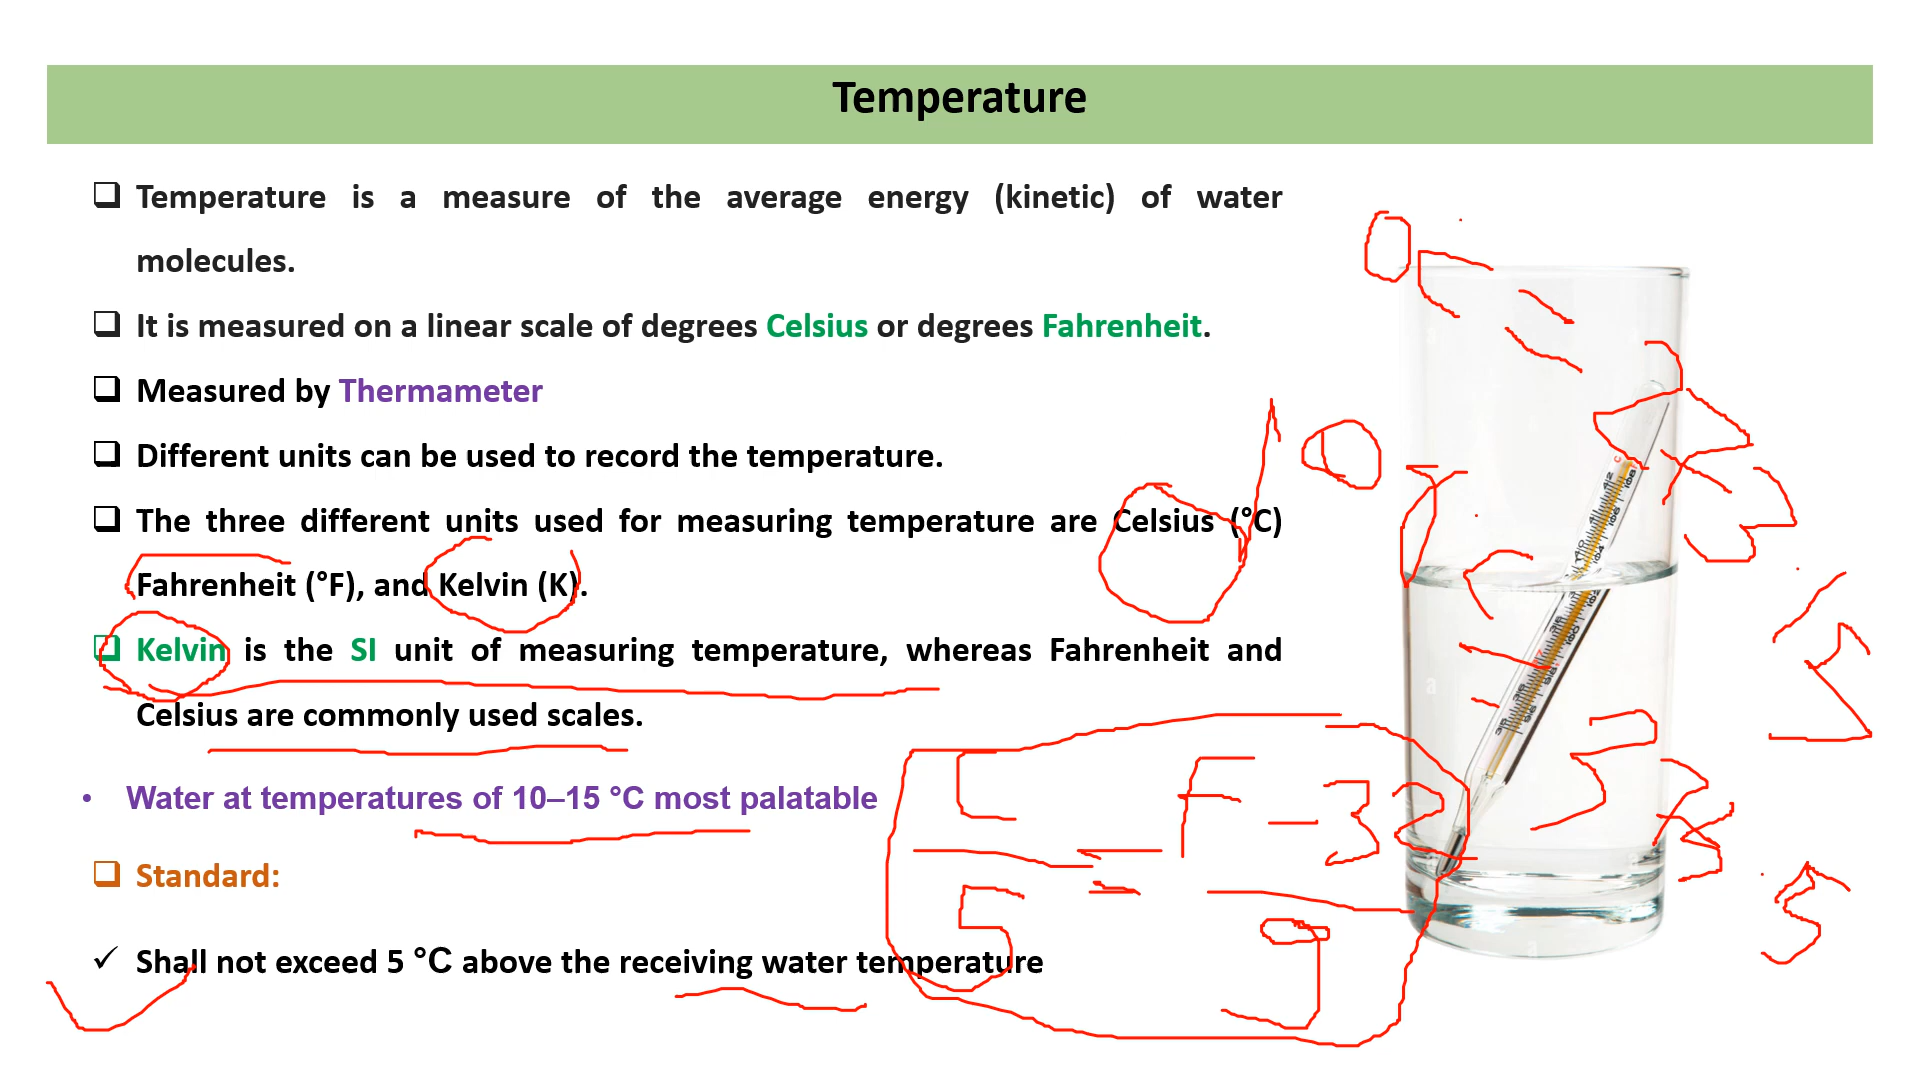 Temperature
❑ Temperature is a measure of the average energy (kinetic) of water
molecules.
❑ It is measured on a linear scale of degrees Celsius or degrees Fahrenheit.
❑ Measured by Thermameter
❑ Different units can be used to record the temperature.
❑ The three different units used for measuring temperature are Celsius (°C)
Fahrenheit (°F), and Kelvin (K).
❑ Kelvin is the SI unit of measuring temperature, whereas Fahrenheit and
Celsius are commonly used scales.
• Water at temperatures of 10–15 °C most palatable
❑ Standard:
✓ Shall not exceed 5 °C above the receiving water temperature
C/5 = F-32/9